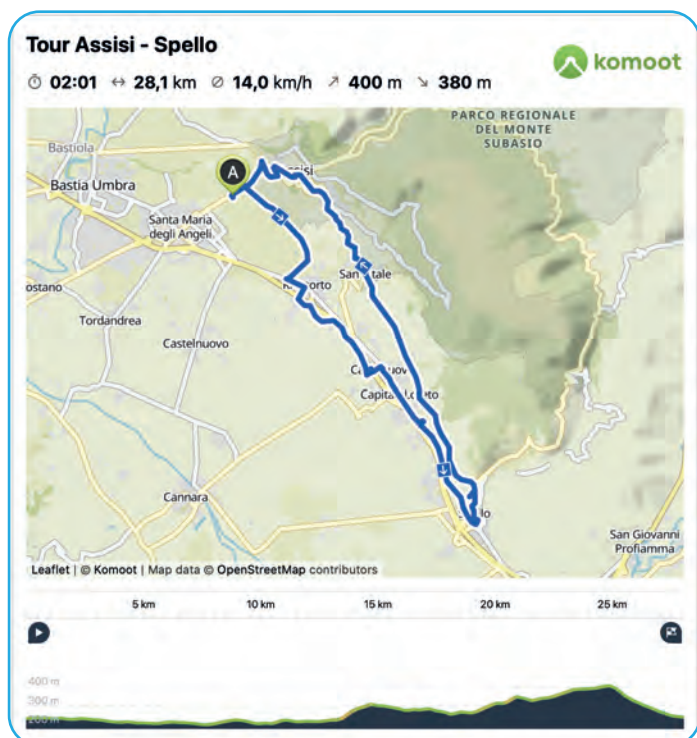 Tour Assisi - Spello
komoot
02:01 28,1 km 14,0 km/h 400 m 380 m
PARCO REGIONALE
DEL MONTE
SUBASIO
Bastiola
A
Bastia Umbra
Santa Maria
degli Angeli
ostano
Tordandrea
Castelnuovo
Cannara
San Giovanni
Profiamma
Leaflet | © Komoot | Map data © OpenStreetMap contributors
5 km 10 km 15 km 20 km 25 km
400 m
300 m
200 m